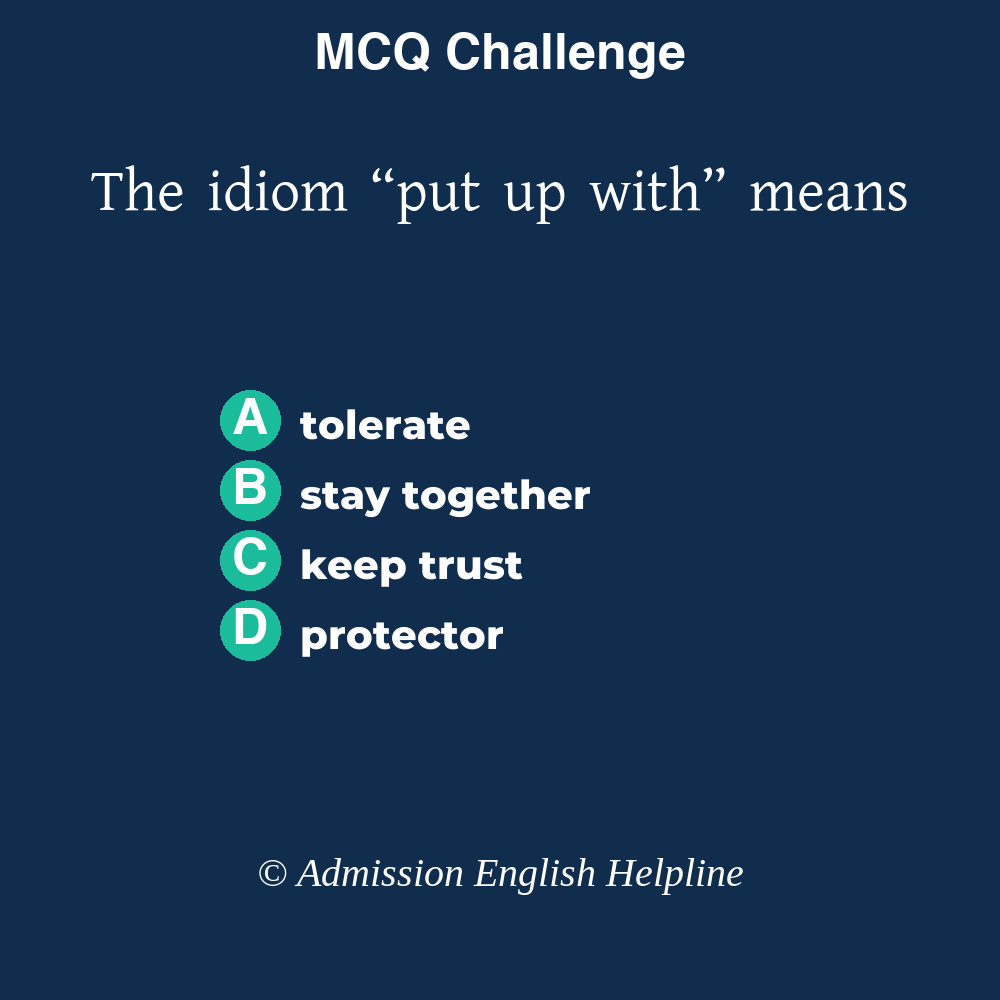 MCQ Challenge
The idiom “put up with” means
A tolerate
B stay together
C keep trust
D protector
© Admission English Helpline